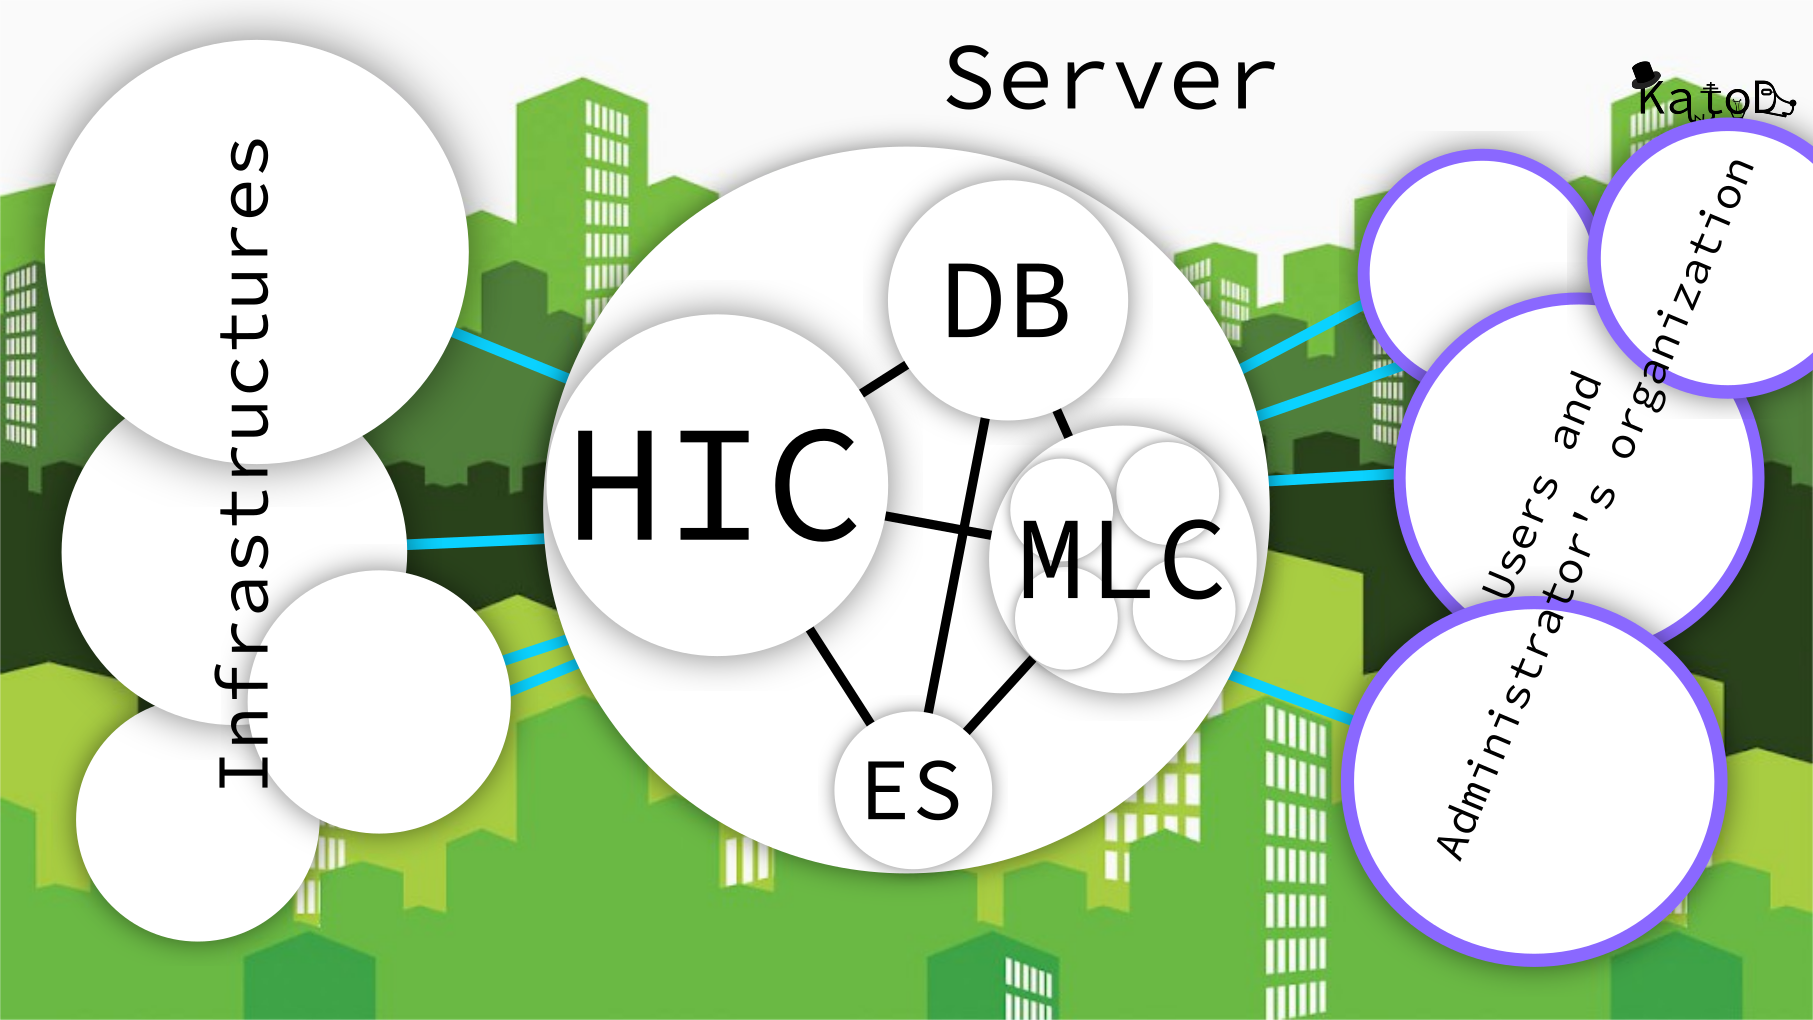 Server
KatoD
Infrastructures
DB
HIC
MLC
ES
Users and
Administrator's organization